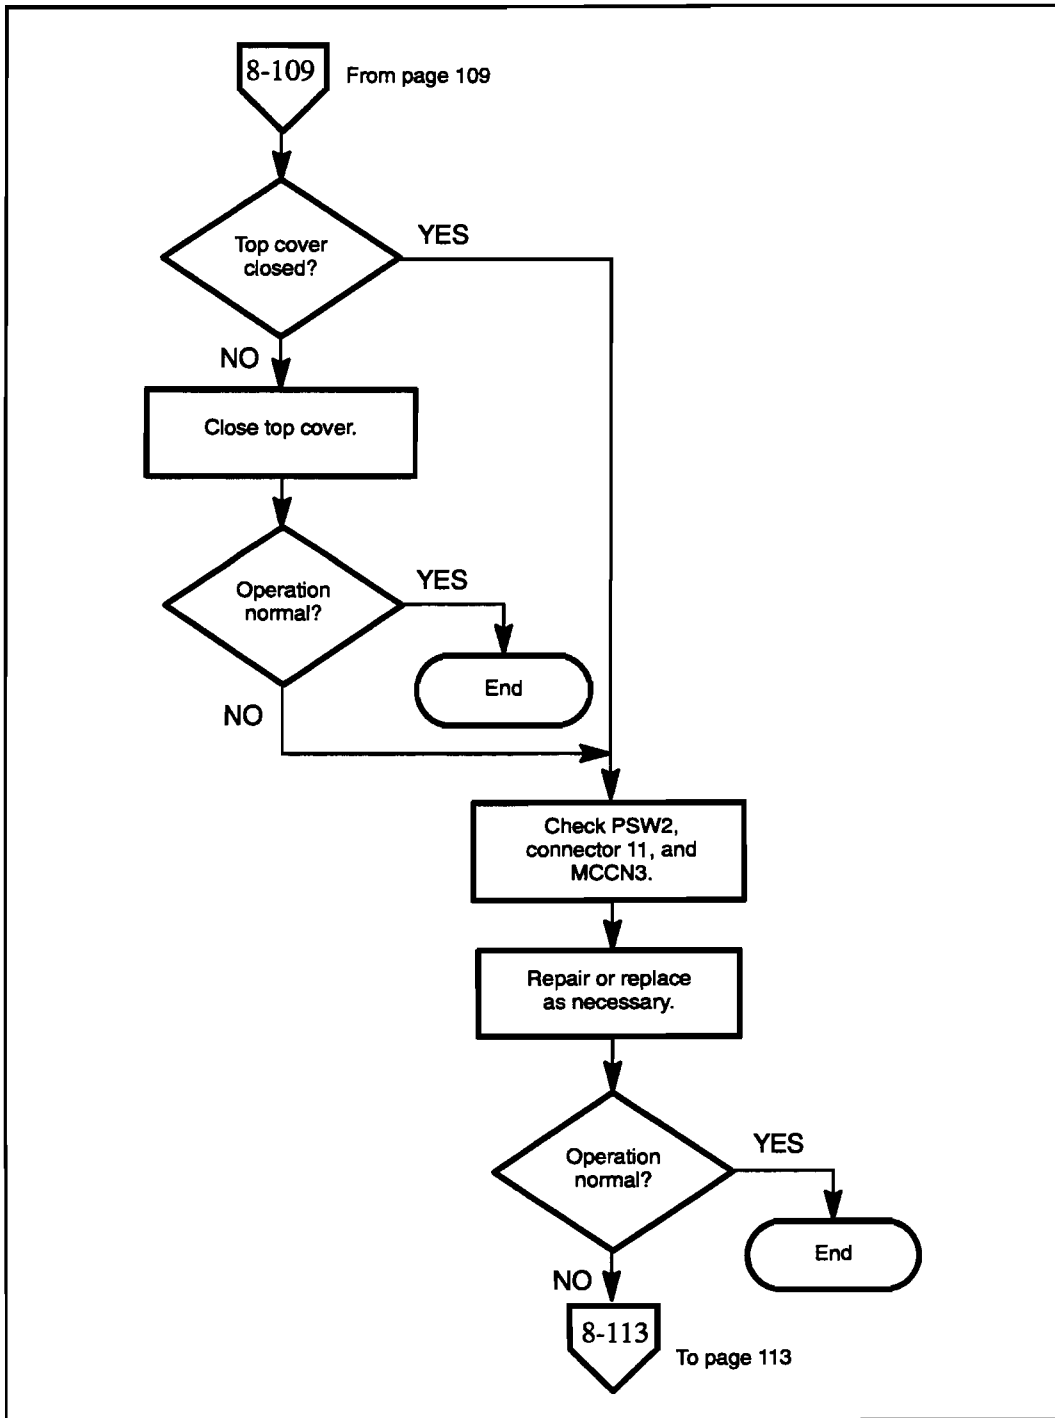 8-109
From page 109
Top cover
closed?
YES
NO
Close top cover.
Operation
normal?
YES
End
NO
Check PSW2,
connector 11, and
MCCN3.
Repair or replace
as necessary.
Operation
normal?
YES
End
NO
8-113
To page 113